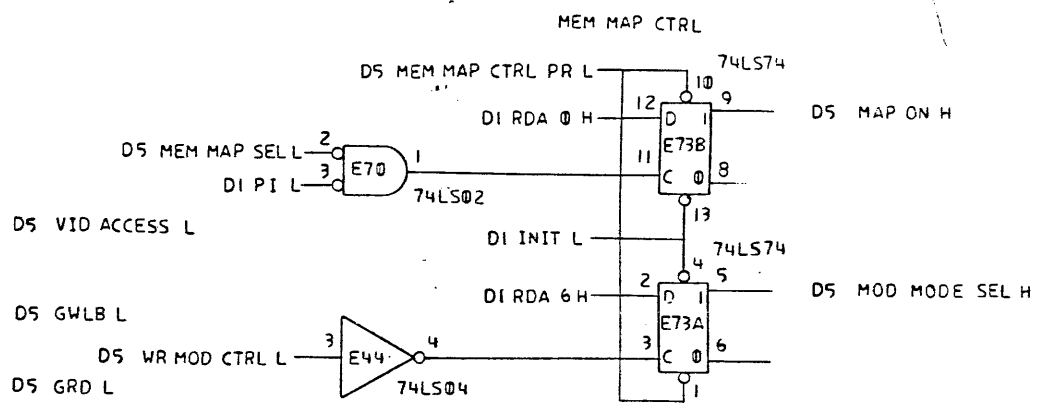 MEM MAP CTRL
D5 MEM MAP CTRL PR L
74LS74
10
D1 RDA 0 H
12
D 1
9
D5 MAP ON H
E73B
D5 MEM MAP SEL L
2
E70
1
11
C 0
8
D1 PI L
3
74LS02
13
D5 VID ACCESS L
D1 INIT L
74LS74
4
D1 RDA 6 H
2
D 1
5
D5 MOD MODE SEL H
D5 GWLB L
E73A
D5 WR MOD CTRL L
3
E44
4
3
C 0
6
D5 GRD L
74LS04
1